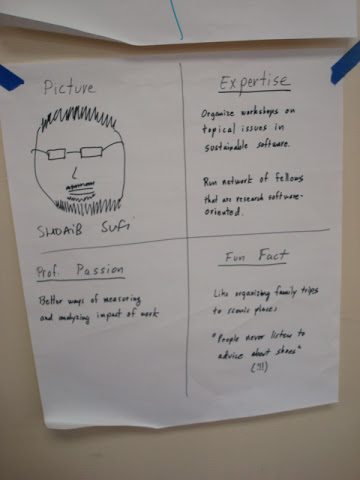 Picture
SHOAIB Sufi
Expertise
Organize workshops on
topical issues in
sustainable software.
Run network of fellows
that are research software-
oriented.
Prof. Passion
Better ways of measuring
and analyzing impact of work
Fun Fact
Like organizing family trips
to scenic places
"People never listen to
advice about shoes"
(!!!)